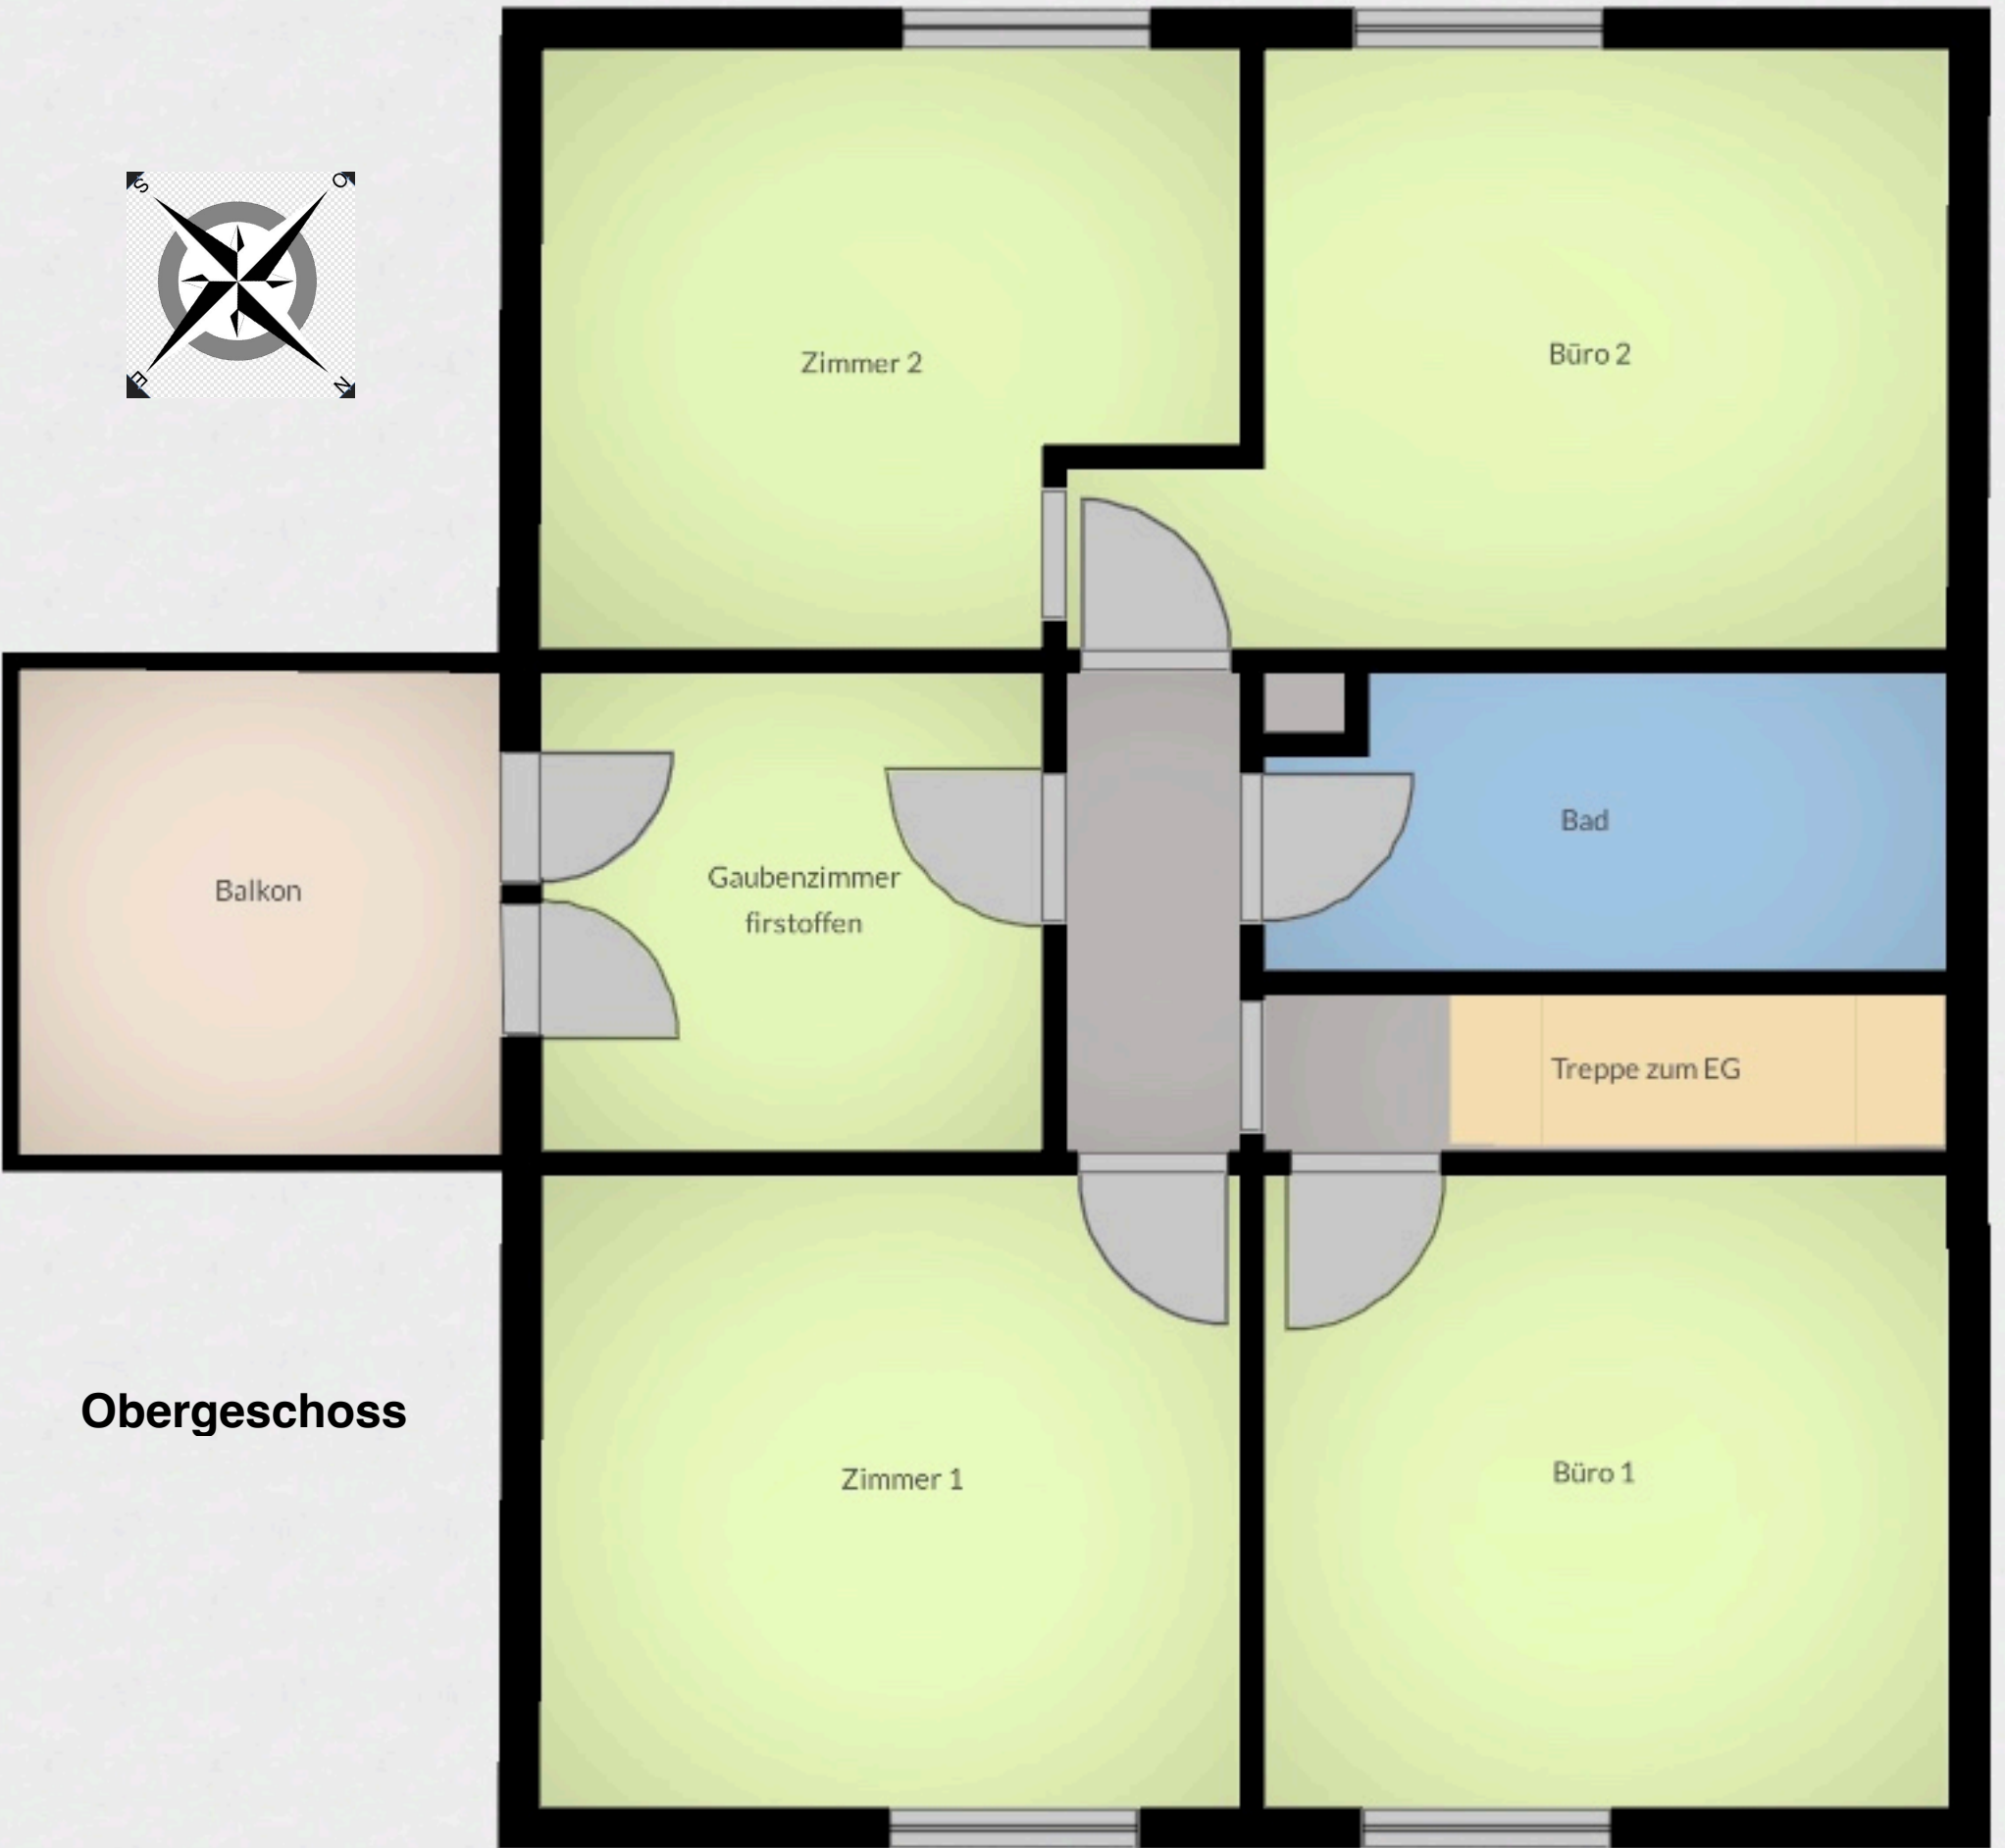 S
O
E
N
Zimmer 2
Büro 2
Balkon
Gaubenzimmer
firstoffen
Bad
Treppe zum EG
Obergeschoss
Zimmer 1
Büro 1